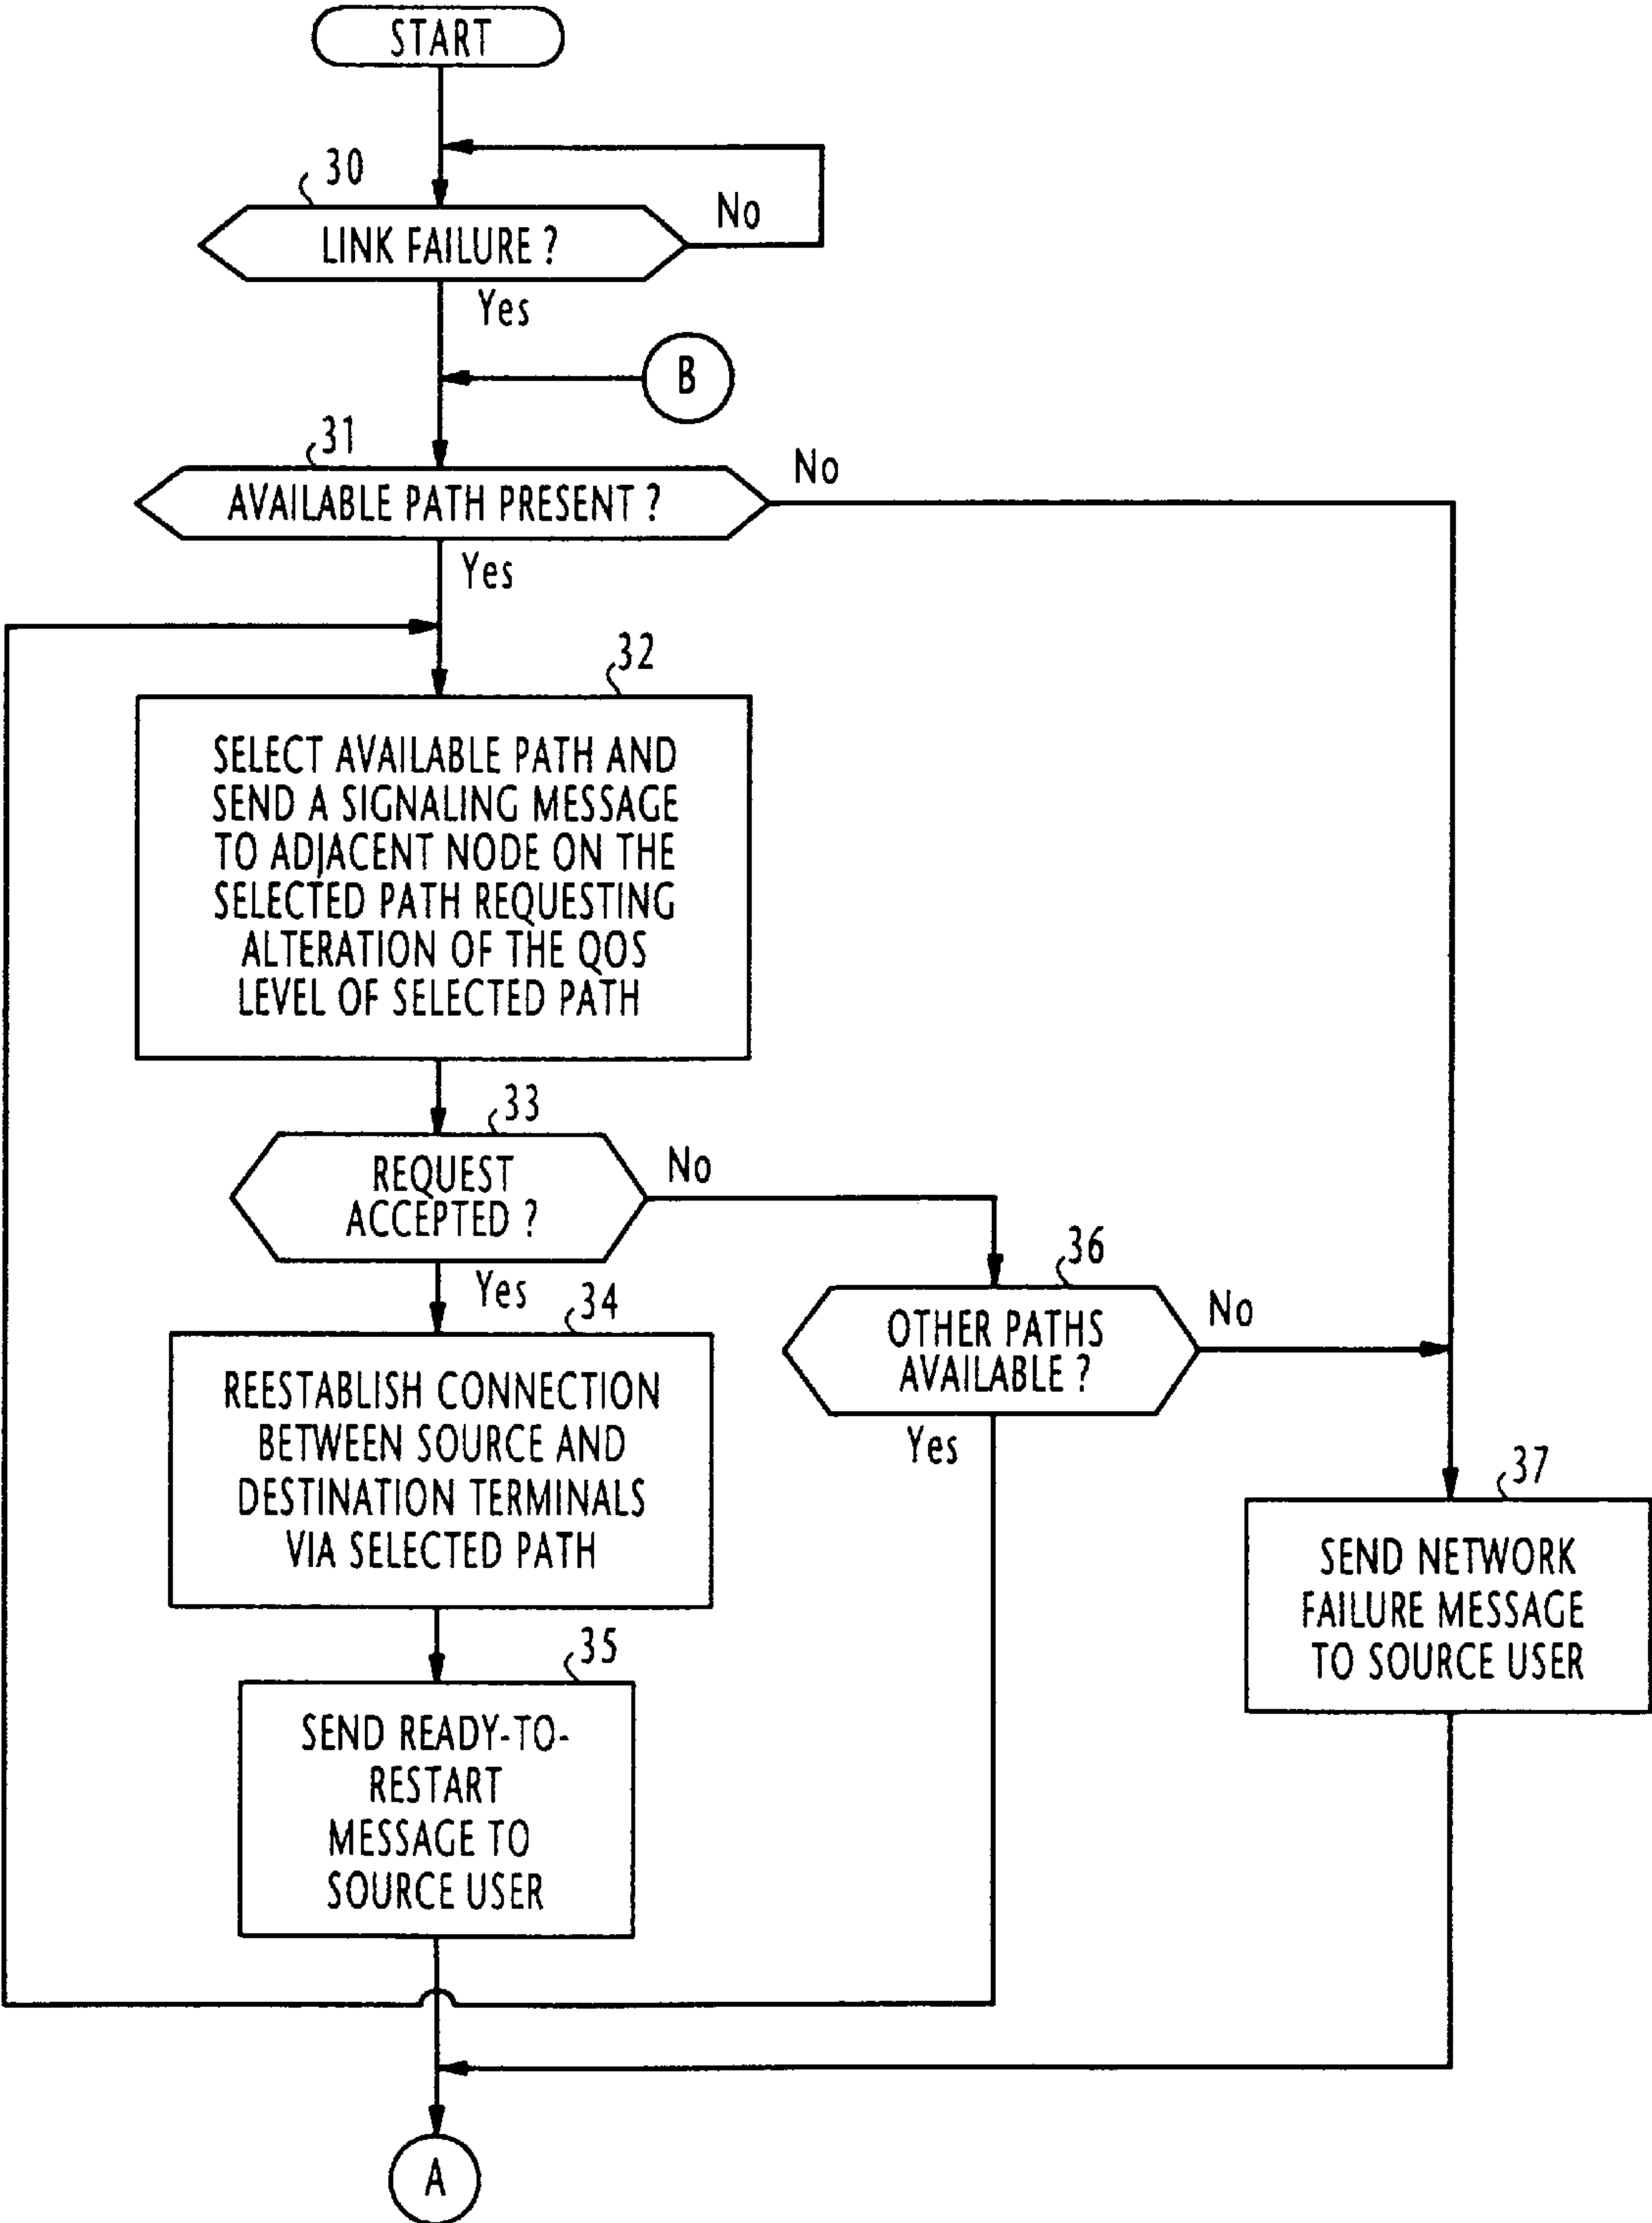 START
30
LINK FAILURE ?
No
Yes
B
31
AVAILABLE PATH PRESENT ?
No
Yes
32
SELECT AVAILABLE PATH AND
SEND A SIGNALING MESSAGE
TO ADJACENT NODE ON THE
SELECTED PATH REQUESTING
ALTERATION OF THE QOS
LEVEL OF SELECTED PATH
33
REQUEST
ACCEPTED ?
No
Yes
34
REESTABLISH CONNECTION
BETWEEN SOURCE AND
DESTINATION TERMINALS
VIA SELECTED PATH
35
SEND READY-TO-
RESTART
MESSAGE TO
SOURCE USER
36
OTHER PATHS
AVAILABLE ?
No
Yes
37
SEND NETWORK
FAILURE MESSAGE
TO SOURCE USER
A